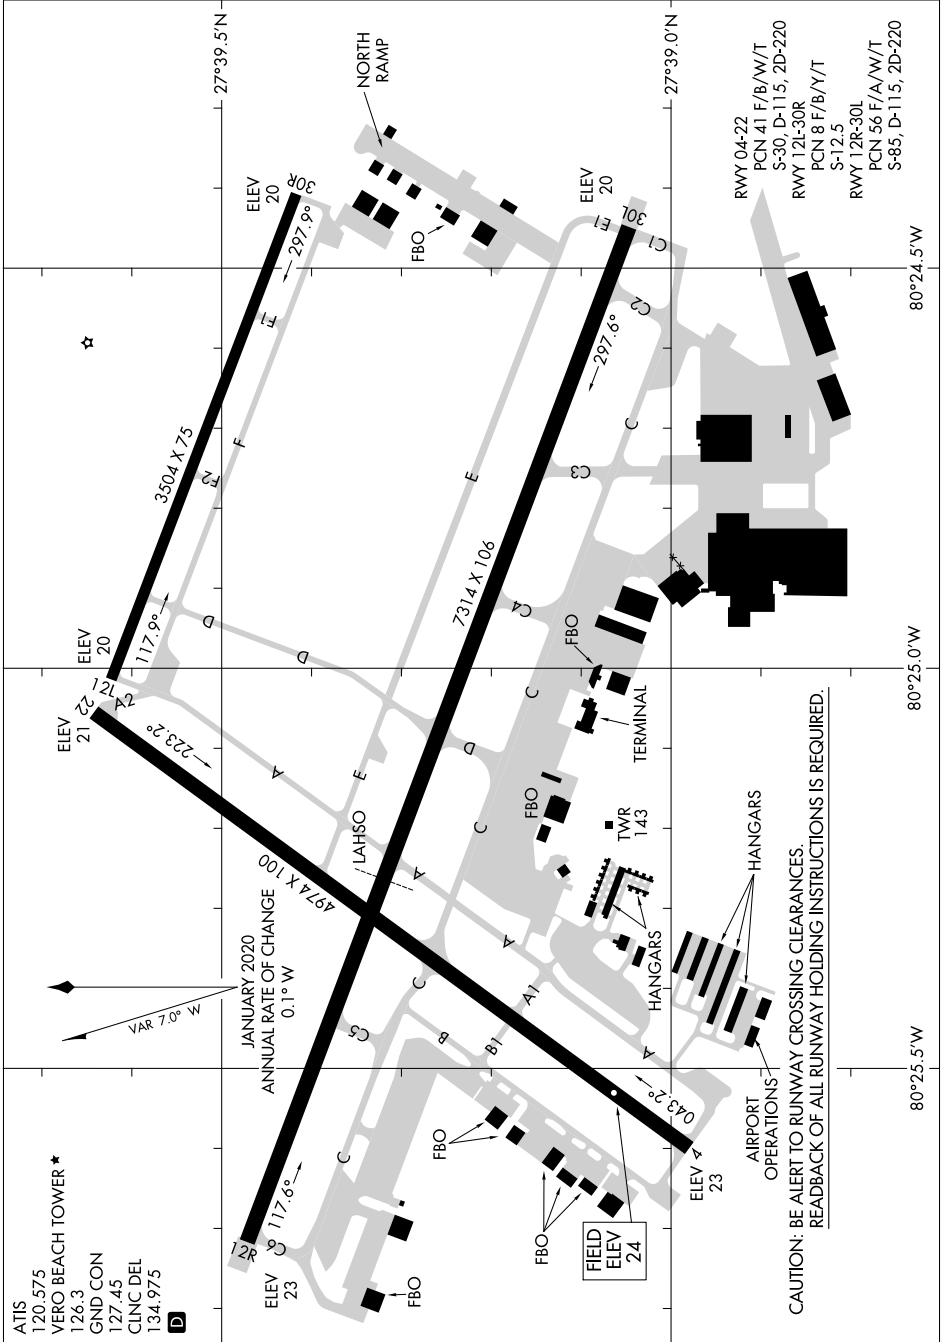 ATIS
120.575
VERO BEACH TOWER ★
126.3
GND CON
127.45
CLNC DEL
134.975
D
VAR 7.0° W
JANUARY 2020
ANNUAL RATE OF CHANGE
0.1° W
27°39.5'N
27°39.0'N
80°24.5'W
80°25.0'W
80°25.5'W
NORTH
RAMP
ELEV
20
30R
297.9°
FBO
F1
F
F2
3504 X 75
117.9°
ELEV
20
12L
A2
22
ELEV
21
223.2°
D
D
A
E
E
LAHSO
4974 X 100
7314 X 106
ELEV
20
30L
E1
C1
C2
297.6°
C
C3
C4
C
D
C
A
A
C
C5
B
B1
A1
A
C
117.6°
12R
C6
ELEV
23
FBO
FBO
FBO
FIELD
ELEV
24
043.2°
4
ELEV
23
FBO
TERMINAL
FBO
TWR
143
HANGARS
HANGARS
AIRPORT
OPERATIONS
RWY 04-22
PCN 41 F/B/W/T
S-30, D-115, 2D-220
RWY 12L-30R
PCN 8 F/B/Y/T
S-12.5
RWY 12R-30L
PCN 56 F/A/W/T
S-85, D-115, 2D-220
CAUTION: BE ALERT TO RUNWAY CROSSING CLEARANCES.
READBACK OF ALL RUNWAY HOLDING INSTRUCTIONS IS REQUIRED.